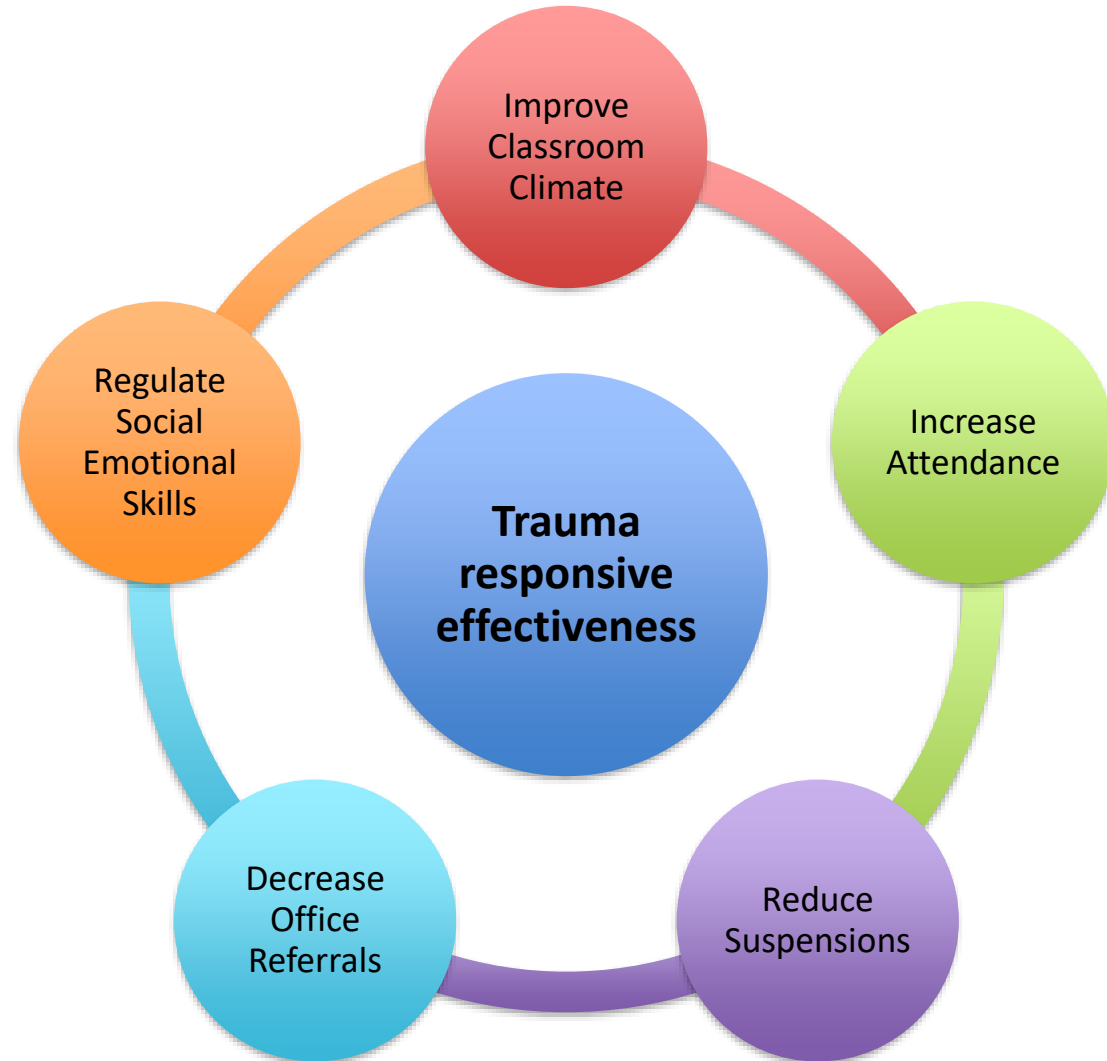 Improve
Classroom
Climate
Increase
Attendance
Reduce
Suspensions
Decrease
Office
Referrals
Regulate
Social
Emotional
Skills
Trauma
responsive
effectiveness